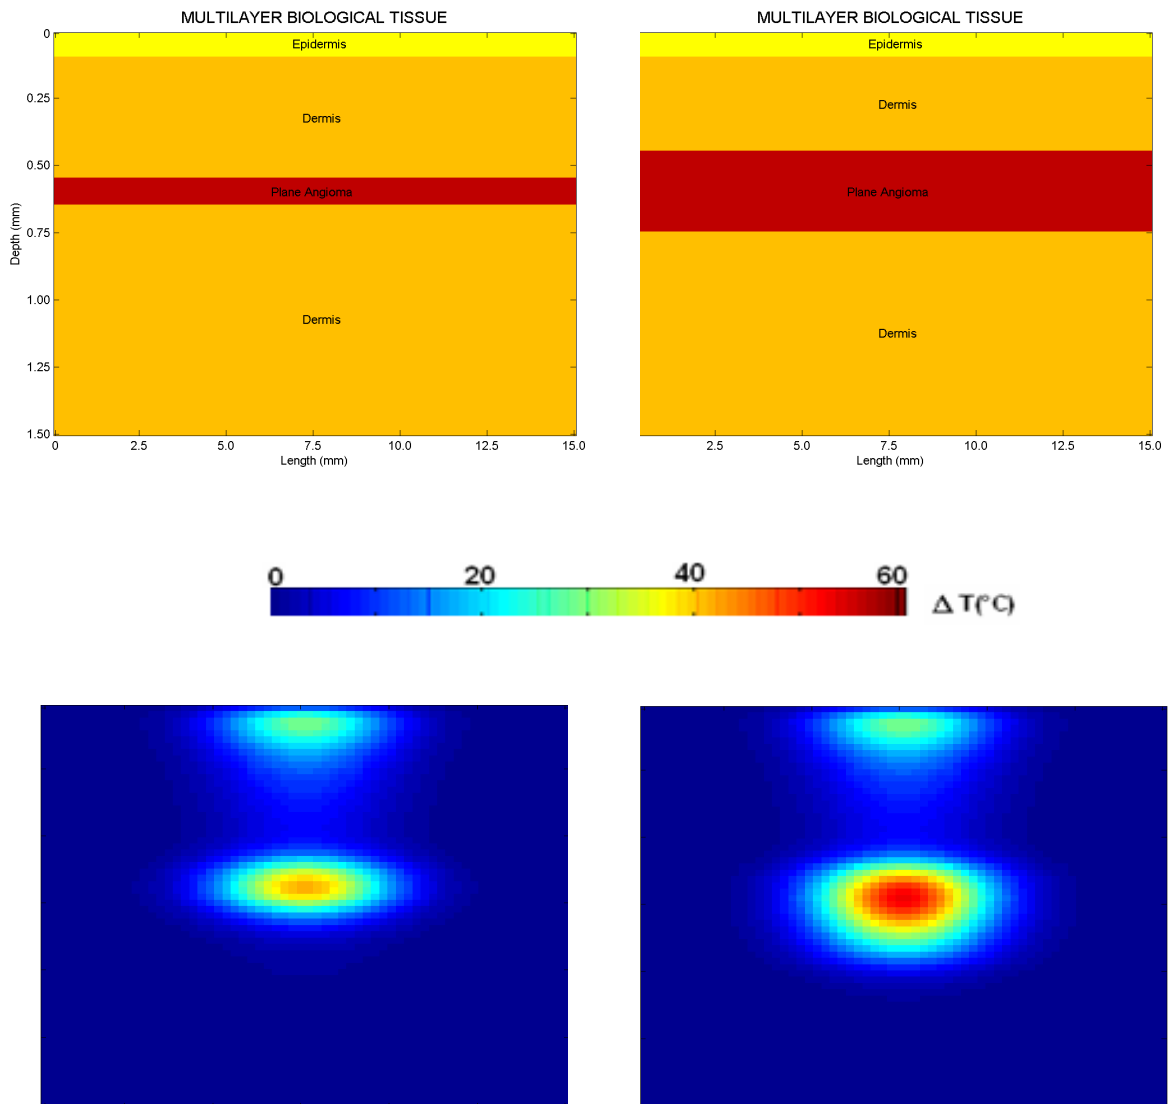 MULTILAYER BIOLOGICAL TISSUE
0
Epidermis
0.25
Dermis
0.50
Plane Angioma
0.75
Depth (mm)
1.00
Dermis
1.25
1.50
0 2.5 5.0 7.5 10.0 12.5 15.0
Length (mm)
MULTILAYER BIOLOGICAL TISSUE
Epidermis
Dermis
Plane Angioma
Dermis
2.5 5.0 7.5 10.0 12.5 15.0
Length (mm)
0 20 40 60
Δ T(°C)